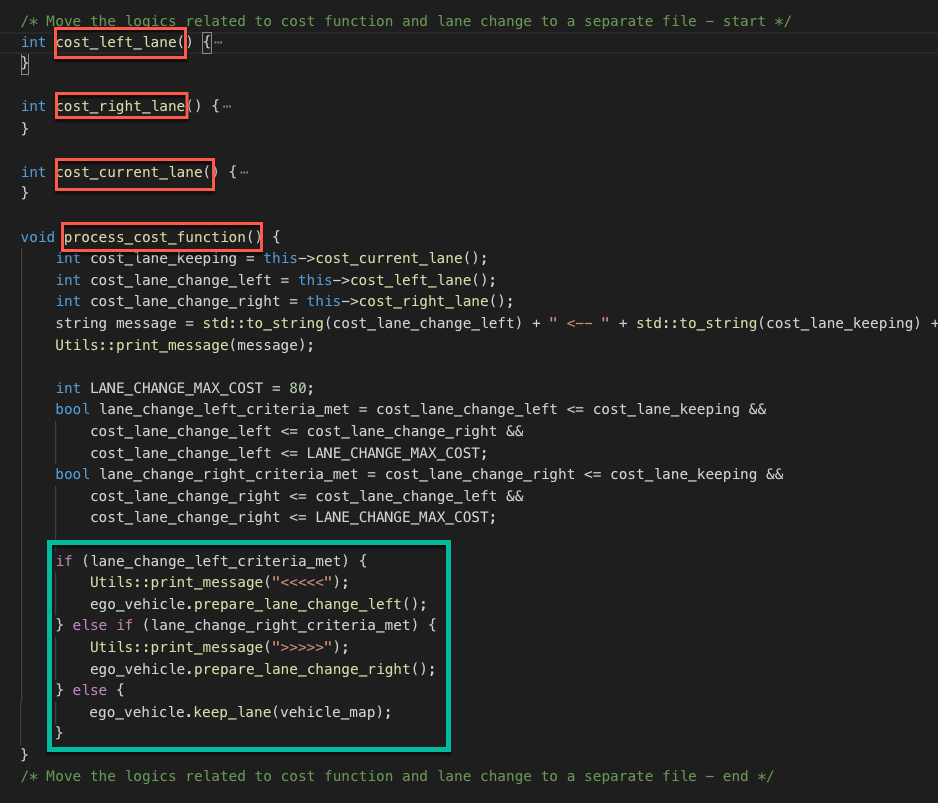 /* Move the logics related to cost function and lane change to a separate file – start */
int cost_left_lane() {…
}
int cost_right_lane() {…
}
int cost_current_lane() {…
}
void process_cost_function() {
int cost_lane_keeping = this->cost_current_lane();
int cost_lane_change_left = this->cost_left_lane();
int cost_lane_change_right = this->cost_right_lane();
string message = std::to_string(cost_lane_change_left) + " <-- " + std::to_string(cost_lane_keeping) +
Utils::print_message(message);
int LANE_CHANGE_MAX_COST = 80;
bool lane_change_left_criteria_met = cost_lane_change_left <= cost_lane_keeping &&
cost_lane_change_left <= cost_lane_change_right &&
cost_lane_change_left <= LANE_CHANGE_MAX_COST;
bool lane_change_right_criteria_met = cost_lane_change_right <= cost_lane_keeping &&
cost_lane_change_right <= cost_lane_change_left &&
cost_lane_change_right <= LANE_CHANGE_MAX_COST;
if (lane_change_left_criteria_met) {
Utils::print_message("<<<<<");
ego_vehicle.prepare_lane_change_left();
} else if (lane_change_right_criteria_met) {
Utils::print_message(">>>>>");
ego_vehicle.prepare_lane_change_right();
} else {
ego_vehicle.keep_lane(vehicle_map);
}
}
/* Move the logics related to cost function and lane change to a separate file – end */